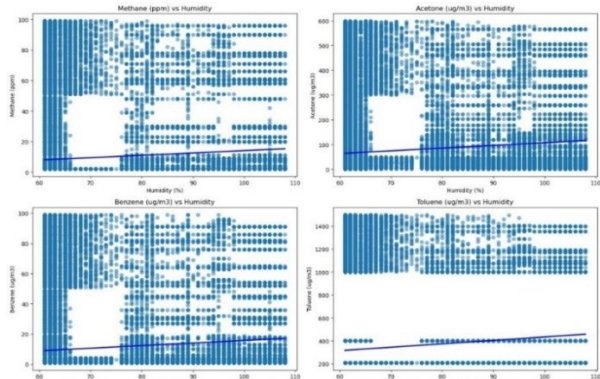 Methane (ppm) vs Humidity
Methane (ppm)
100
80
60
40
20
0
60 70 80 90 100 110
Humidity (%)
Acetone (ug/m3) vs Humidity
Acetone (ug/m3)
600
500
400
300
200
100
0
60 70 80 90 100 110
Humidity (%)
Benzene (ug/m3) vs Humidity
Benzene (ug/m3)
100
80
60
40
20
0
60 70 80 90 100 110
Toluene (ug/m3) vs Humidity
Toluene (ug/m3)
1400
1200
1000
800
600
400
200
60 70 80 90 100 110